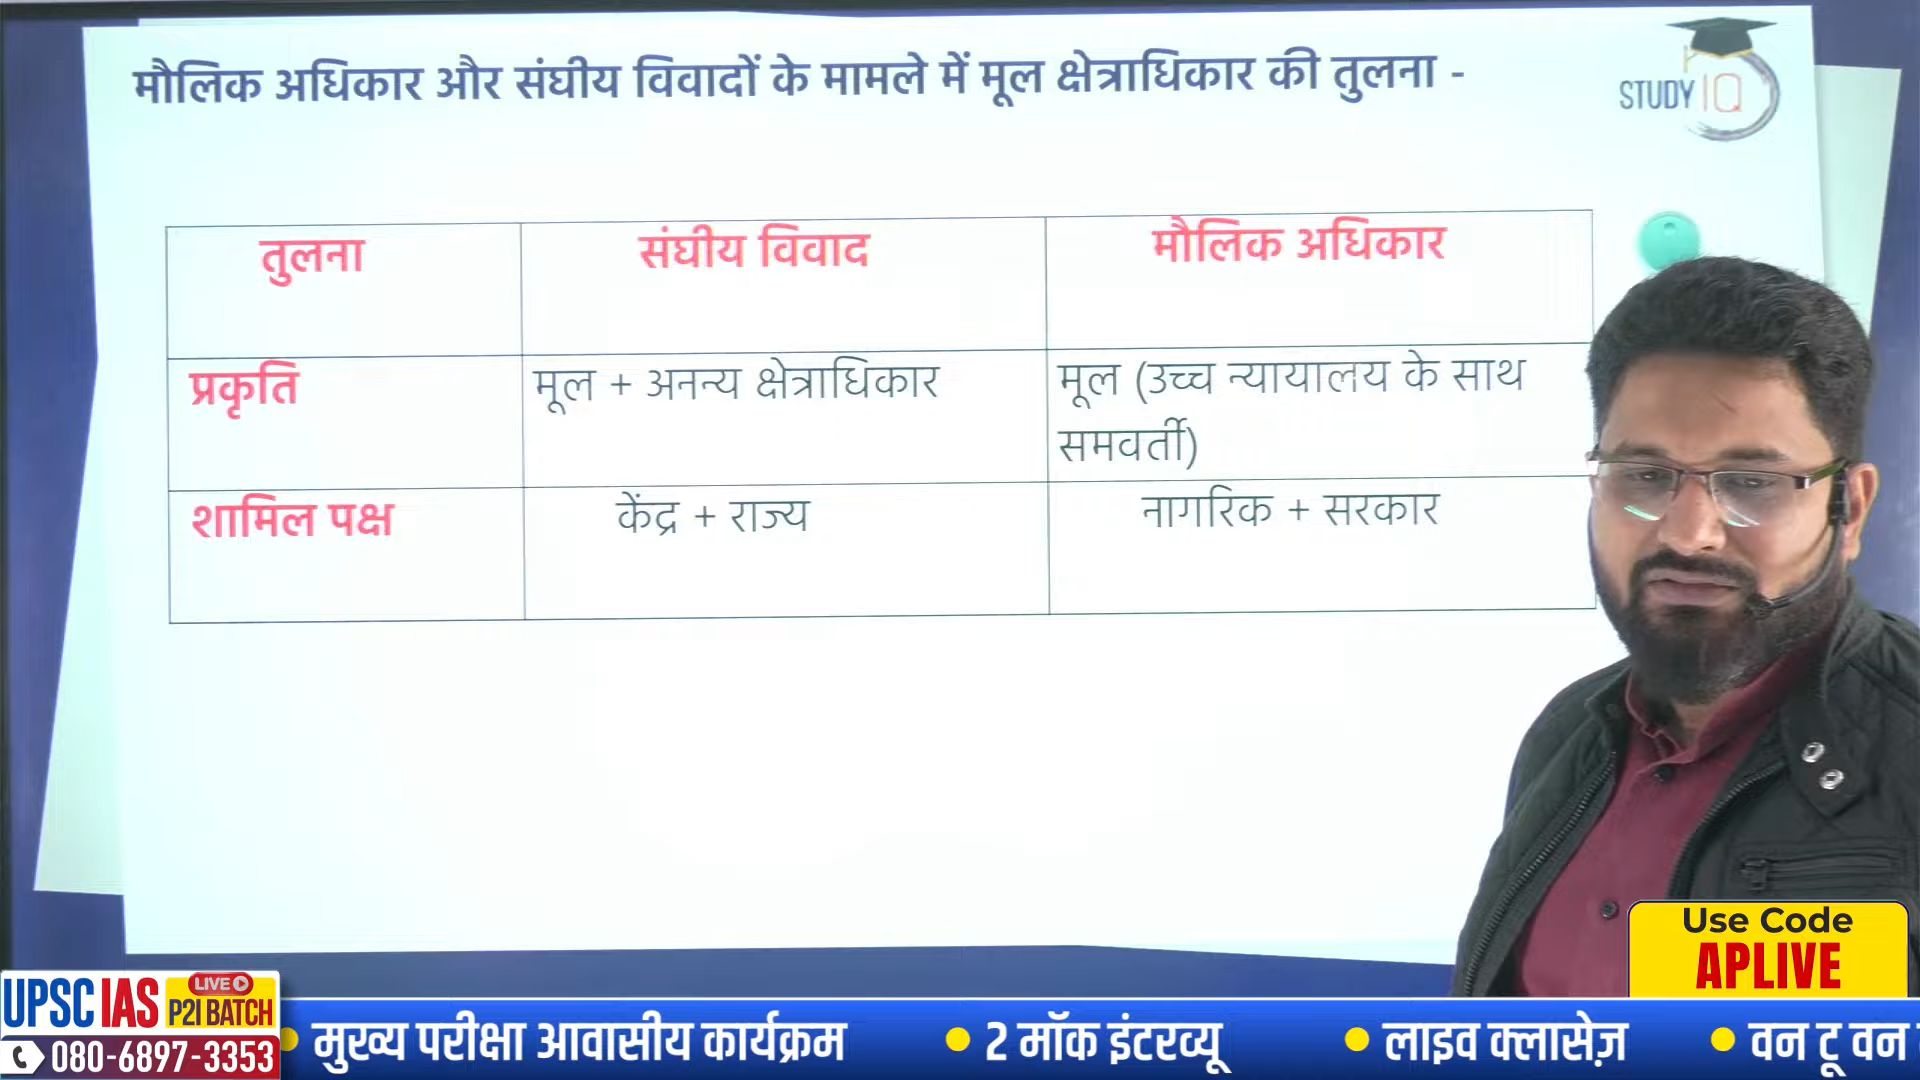 मौलिक अधिकार और संघीय विवादों के मामले में मूल क्षेत्राधिकार की तुलना -
STUDY IQ
तुलना
संघीय विवाद
मौलिक अधिकार
प्रकृति
मूल + अनन्य क्षेत्राधिकार
मूल (उच्च न्यायालय के साथ
समवर्ती)
शामिल पक्ष
केंद्र + राज्य
नागरिक + सरकार
Use Code
APLIVE
UPSC IAS
LIVE
P2I BATCH
080-6897-3353
मुख्य परीक्षा आवासीय कार्यक्रम
2 मॉक इंटरव्यू
लाइव क्लासेज़
वन टू वन